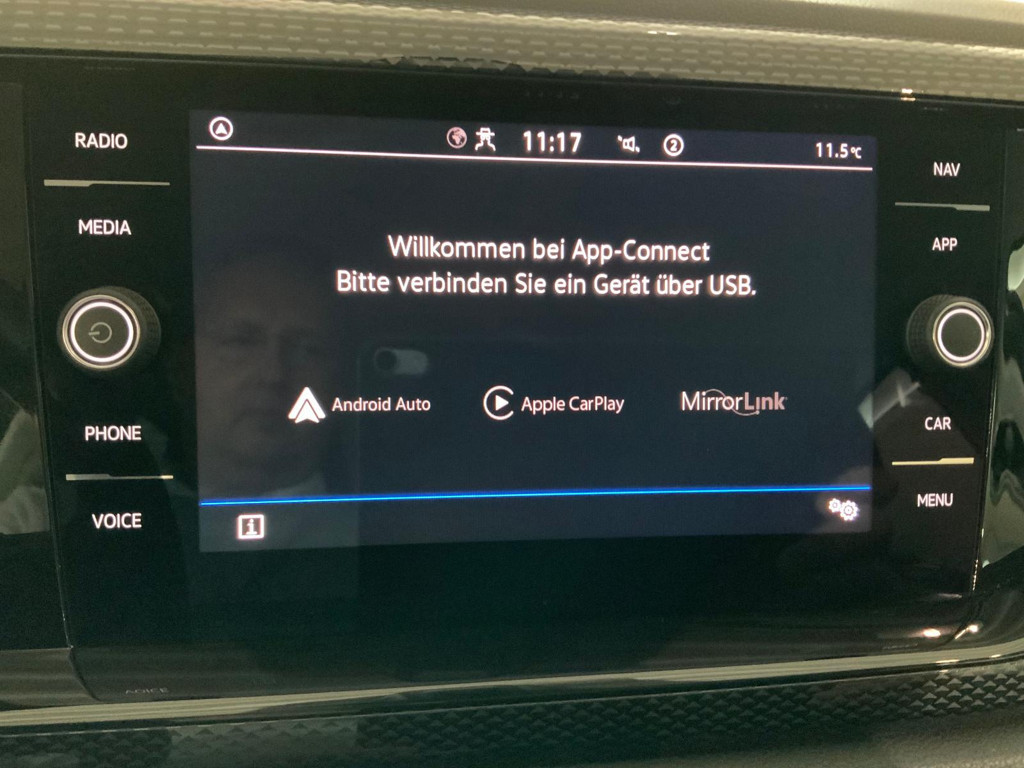 RADIO
MEDIA
PHONE
VOICE
11:17
2
11.5°C
Willkommen bei App-Connect
Bitte verbinden Sie ein Gerät über USB.
Android Auto
Apple CarPlay
MirrorLink
i
NAV
APP
CAR
MENU